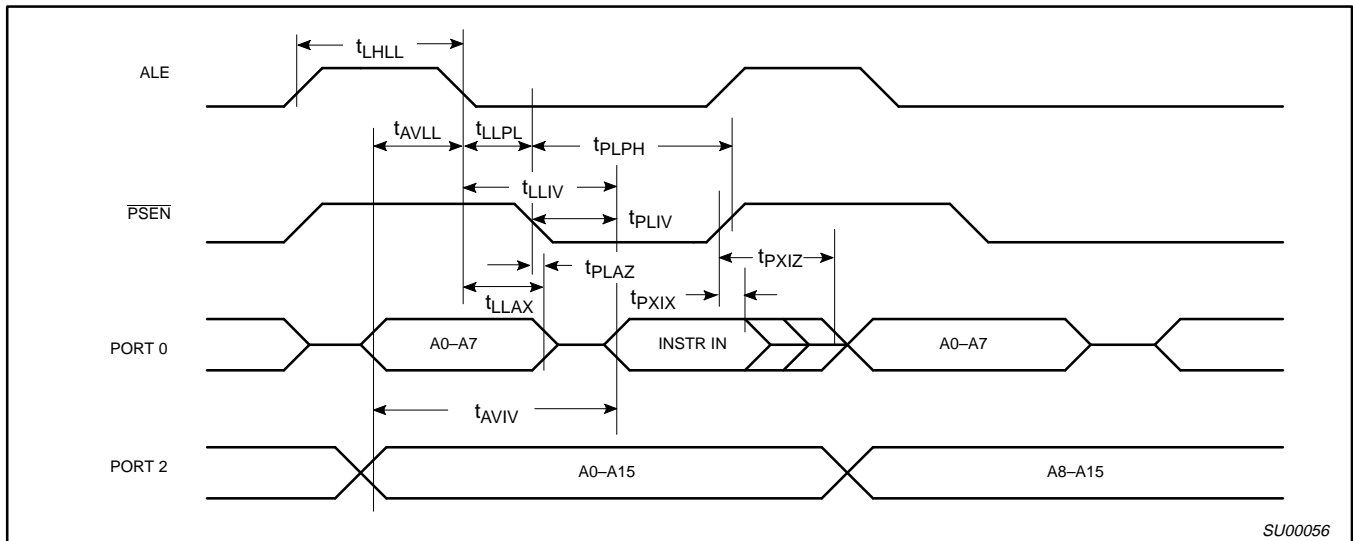 tLHLL
ALE
tAVLL tLLPL tPLPH
tLLIV
PSEN
tPLIV
tPXIZ
tPLAZ
tLLAX tPXIX
PORT 0 A0–A7 INSTR IN A0–A7
tAVIV
PORT 2 A0–A15 A8–A15
SU00056